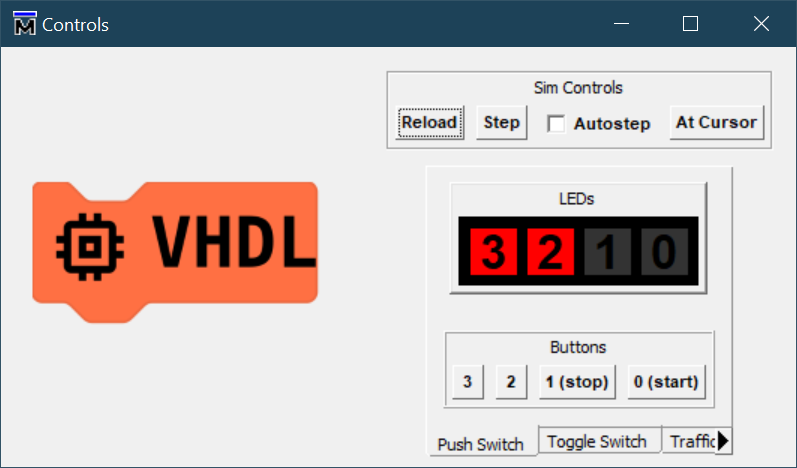 Controls
Sim Controls
Reload Step Autostep At Cursor
VHDL
LEDs
3 2 1 0
Buttons
3 2 1 (stop) 0 (start)
Push Switch Toggle Switch Traffic